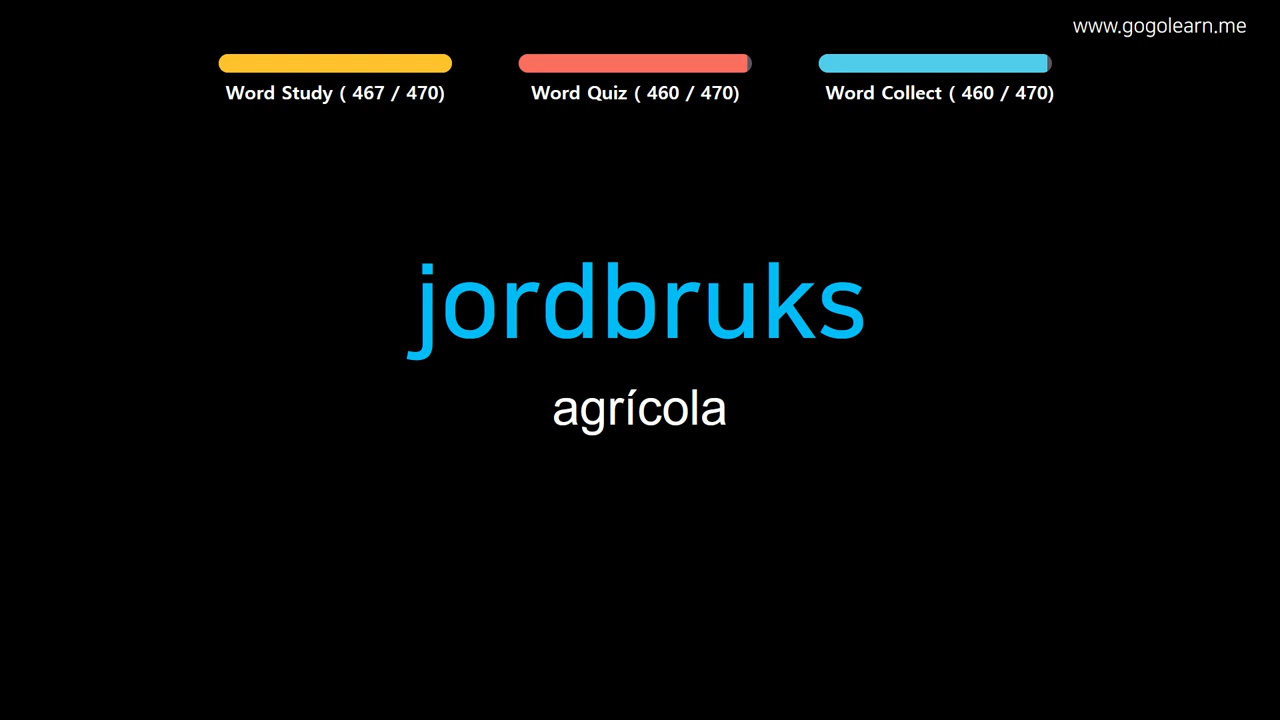 www.gogolearn.me
Word Study ( 467 / 470)
Word Quiz ( 460 / 470)
Word Collect ( 460 / 470)
jordbruks
agrícola